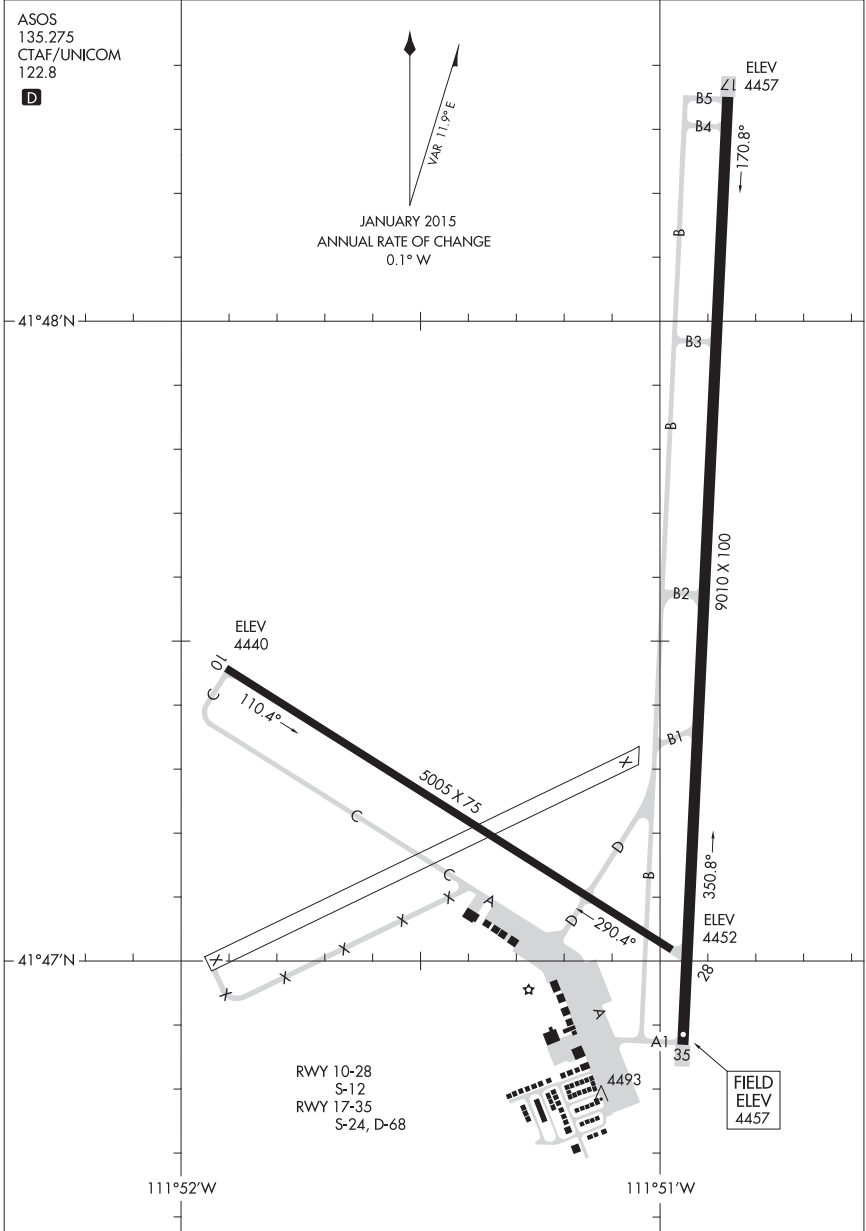 ASOS
135.275
CTAF/UNICOM
122.8
D
VAR 11.9° E
JANUARY 2015
ANNUAL RATE OF CHANGE
0.1° W
ELEV
4457
17
B5
B4
170.8°
B
41°48'N
B3
B
9010 X 100
B2
ELEV
4440
10
C
110.4°
B1
X
5005 X 75
C
D
B
350.8°
C
A
X
D
290.4°
ELEV
4452
X
X
X
X
X
28
41°47'N
A
A1
35
RWY 10-28
S-12
RWY 17-35
S-24, D-68
4493
FIELD
ELEV
4457
111°52'W
111°51'W